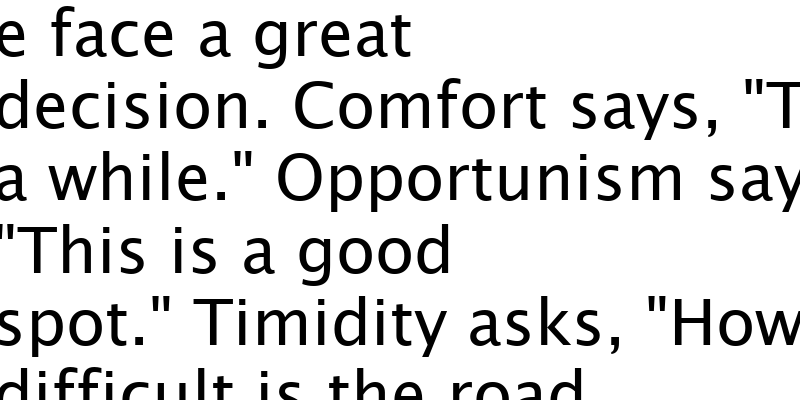 e face a great
decision. Comfort says, "T
a while." Opportunism say
"This is a good
spot." Timidity asks, "How
difficult is the road